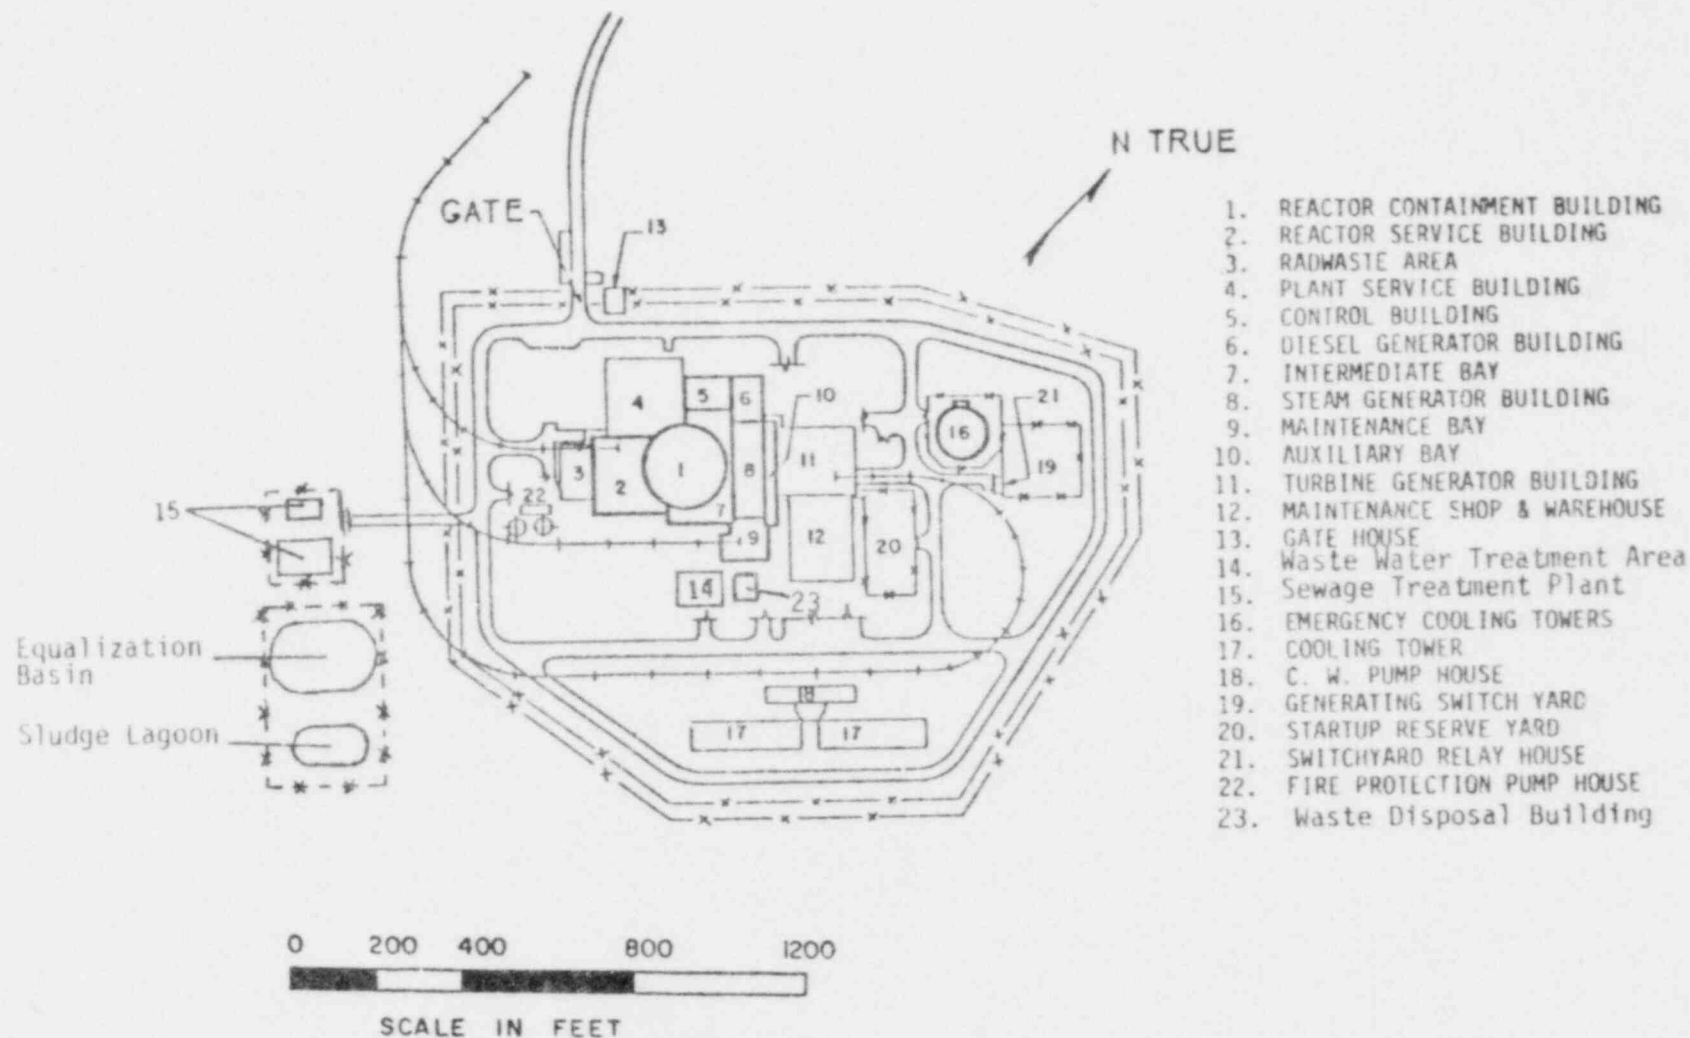 N TRUE
GATE
13
1. REACTOR CONTAINMENT BUILDING
2. REACTOR SERVICE BUILDING
3. RADWASTE AREA
4. PLANT SERVICE BUILDING
5. CONTROL BUILDING
6. DIESEL GENERATOR BUILDING
7. INTERMEDIATE BAY
8. STEAM GENERATOR BUILDING
9. MAINTENANCE BAY
10. AUXILIARY BAY
11. TURBINE GENERATOR BUILDING
12. MAINTENANCE SHOP & WAREHOUSE
13. GATE HOUSE
14. Waste Water Treatment Area
15. Sewage Treatment Plant
16. EMERGENCY COOLING TOWERS
17. COOLING TOWER
18. C. W. PUMP HOUSE
19. GENERATING SWITCH YARD
20. STARTUP RESERVE YARD
21. SWITCHYARD RELAY HOUSE
22. FIRE PROTECTION PUMP HOUSE
23. Waste Disposal Building
5 6 10 21
4
16
3 2 1 8 11 19
22 7
15
9 12 20
14 23
Equalization
Basin
18
Sludge Lagoon
17 17
0 200 400 800 1200
SCALE IN FEET